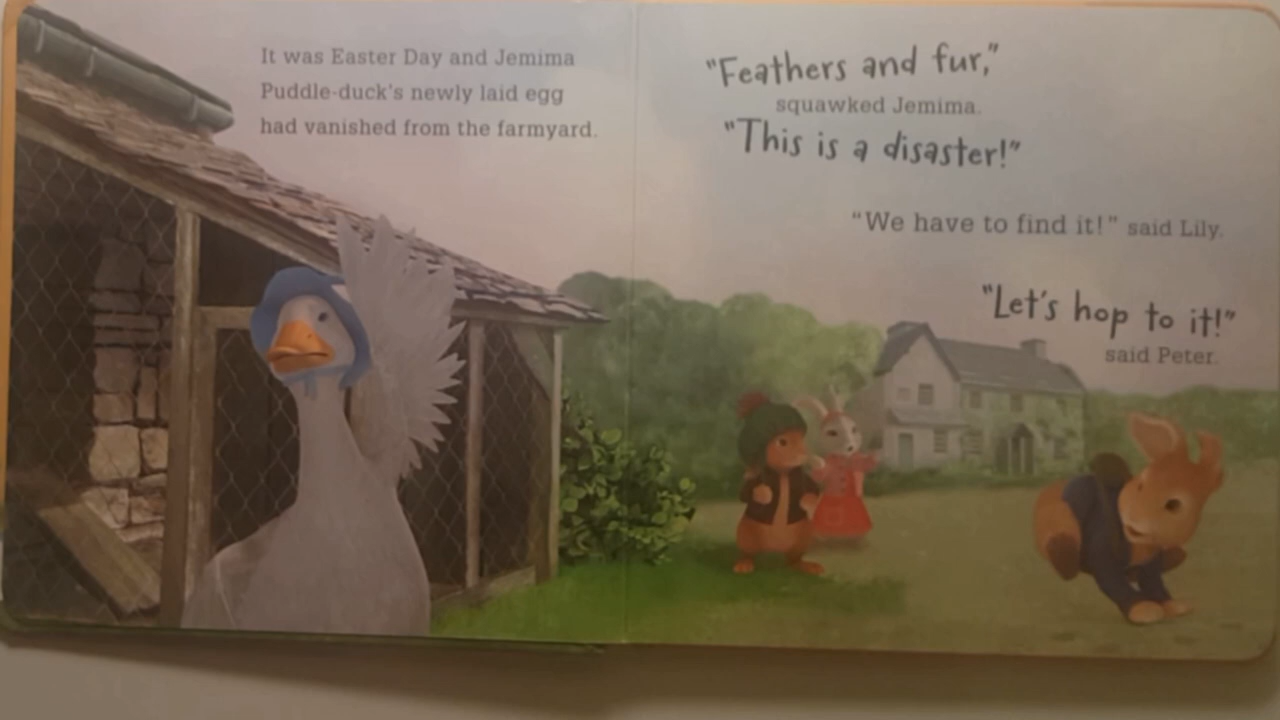 It was Easter Day and Jemima
Puddle-duck's newly laid egg
had vanished from the farmyard.
"Feathers and fur,"
squawked Jemima.
"This is a disaster!"
"We have to find it!" said Lily.
"Let's hop to it!"
said Peter.